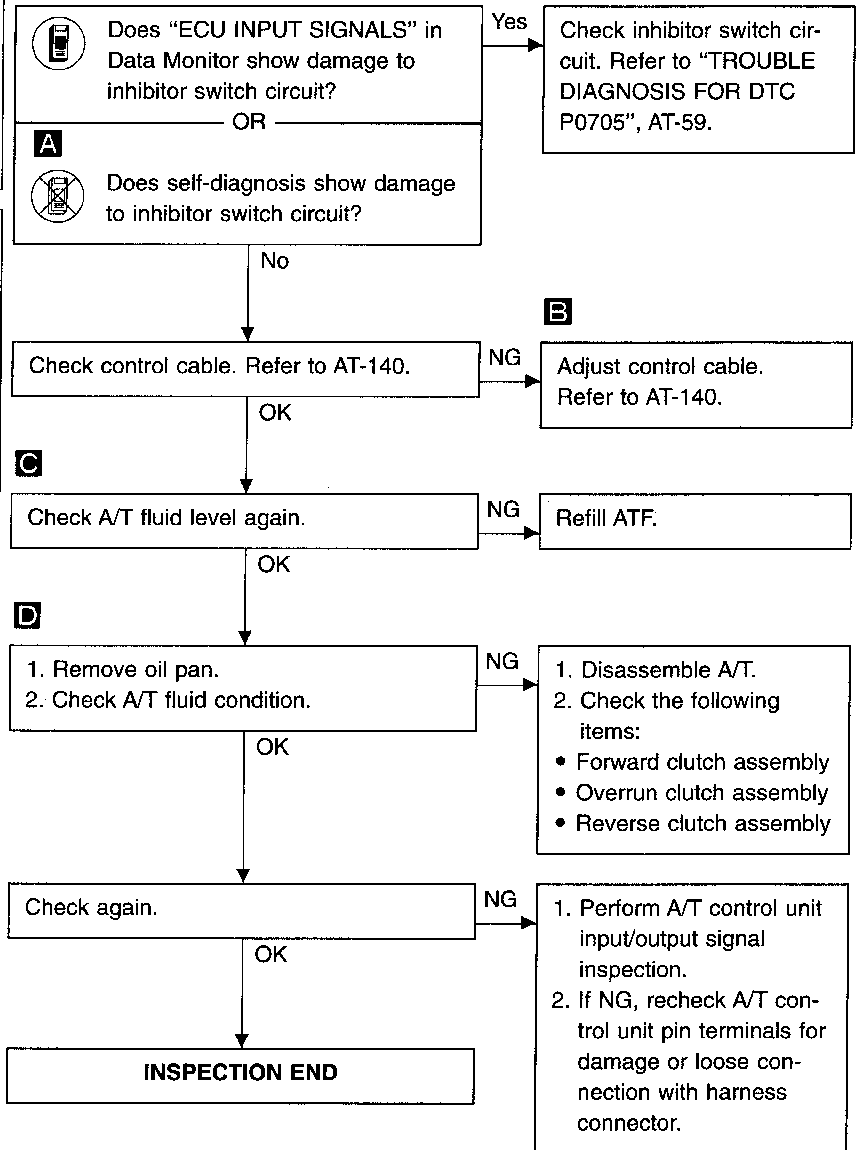 Does “ECU INPUT SIGNALS” in
Data Monitor show damage to
inhibitor switch circuit?
Yes
Check inhibitor switch cir-
cuit. Refer to “TROUBLE
DIAGNOSIS FOR DTC
P0705”, AT-59.
OR
A
Does self-diagnosis show damage
to inhibitor switch circuit?
No
B
Check control cable. Refer to AT-140.
NG
Adjust control cable.
Refer to AT-140.
OK
C
Check A/T fluid level again.
NG
Refill ATF.
OK
D
1. Remove oil pan.
2. Check A/T fluid condition.
NG
1. Disassemble A/T.
2. Check the following
items:
• Forward clutch assembly
• Overrun clutch assembly
• Reverse clutch assembly
OK
Check again.
NG
1. Perform A/T control unit
input/output signal
inspection.
2. If NG, recheck A/T con-
trol unit pin terminals for
damage or loose con-
nection with harness
connector.
OK
INSPECTION END